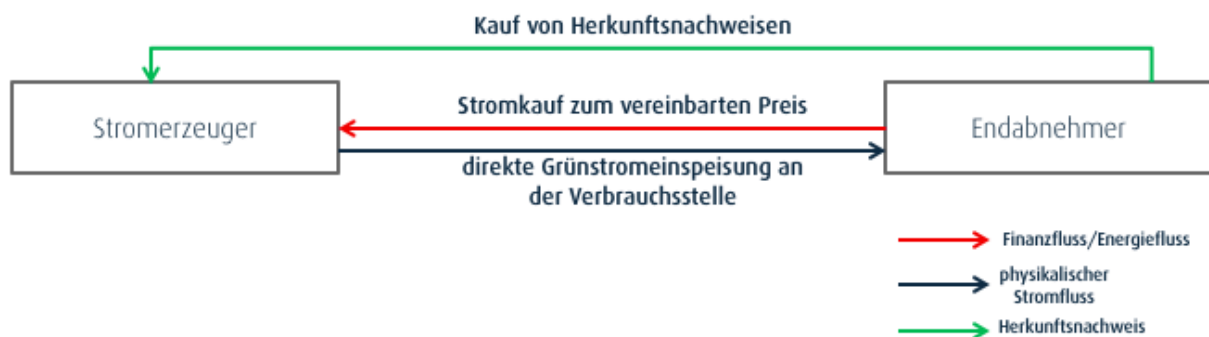 Kauf von Herkunftsnachweisen
Stromerzeuger
Stromkauf zum vereinbarten Preis
Endabnehmer
direkte Grünstromeinspeisung an
der Verbrauchsstelle
Finanzfluss/Energiefluss
physikalischer
Stromfluss
Herkunftsnachweis